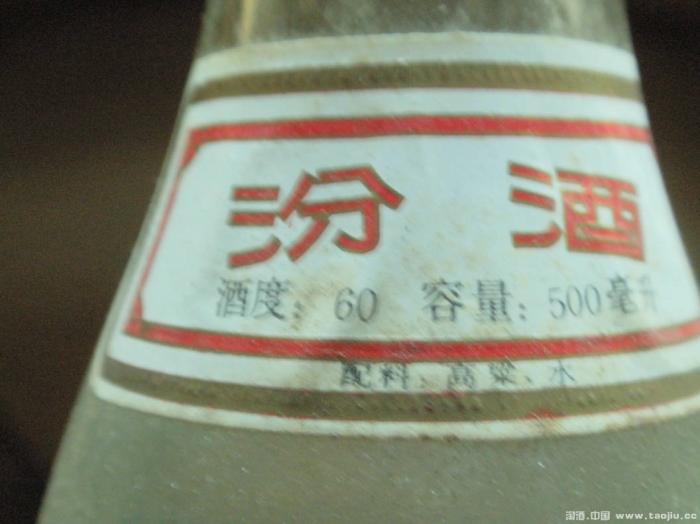 汾酒
酒度：60 容量：500毫升
配料：高粱、水
淘酒.中国 www.taojiu.cc